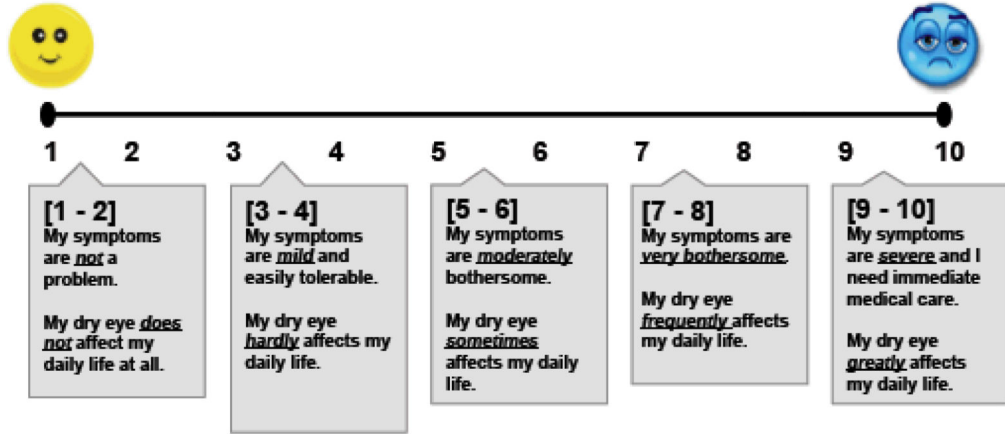 1 2 3 4 5 6 7 8 9 10
[1 - 2]
My symptoms
are not a
problem.
My dry eye does
not affect my
daily life at all.
[3 - 4]
My symptoms
are mild and
easily tolerable.
My dry eye
hardly affects my
daily life.
[5 - 6]
My symptoms
are moderately
bothersome.
My dry eye
sometimes
affects my daily
life.
[7 - 8]
My symptoms are
very bothersome.
My dry eye
frequently affects
my daily life.
[9 - 10]
My symptoms
are severe and I
need immediate
medical care.
My dry eye
greatly affects
my daily life.